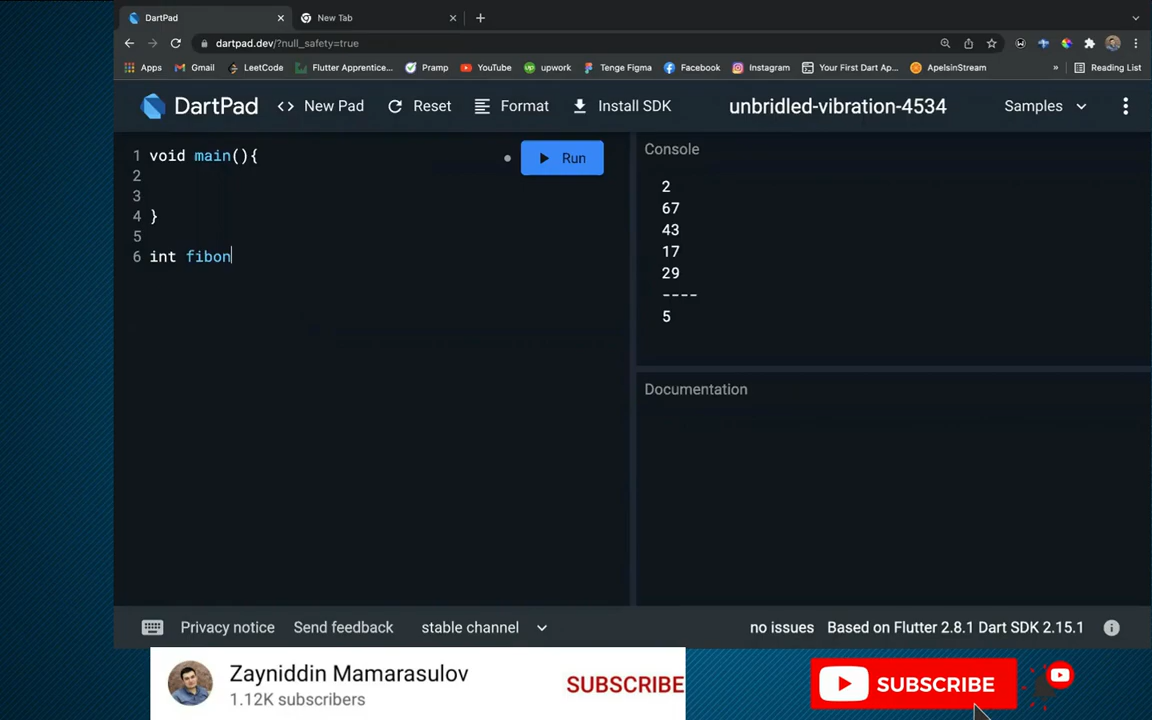 DartPad
New Tab
dartpad.dev/?null_safety=true
Apps Gmail LeetCode Flutter Apprentice... Pramp YouTube upwork Tenge Figma Facebook Instagram Your First Dart Ap... ApelsinStream » Reading List
DartPad <> New Pad Reset Format Install SDK unbridled-vibration-4534 Samples
1 void main(){
2
3
4 }
5
6 int fibon
Run
Console
2
67
43
17
29
----
5
Documentation
Privacy notice Send feedback stable channel no issues Based on Flutter 2.8.1 Dart SDK 2.15.1
Zayniddin Mamarasulov
1.12K subscribers
SUBSCRIBE
SUBSCRIBE